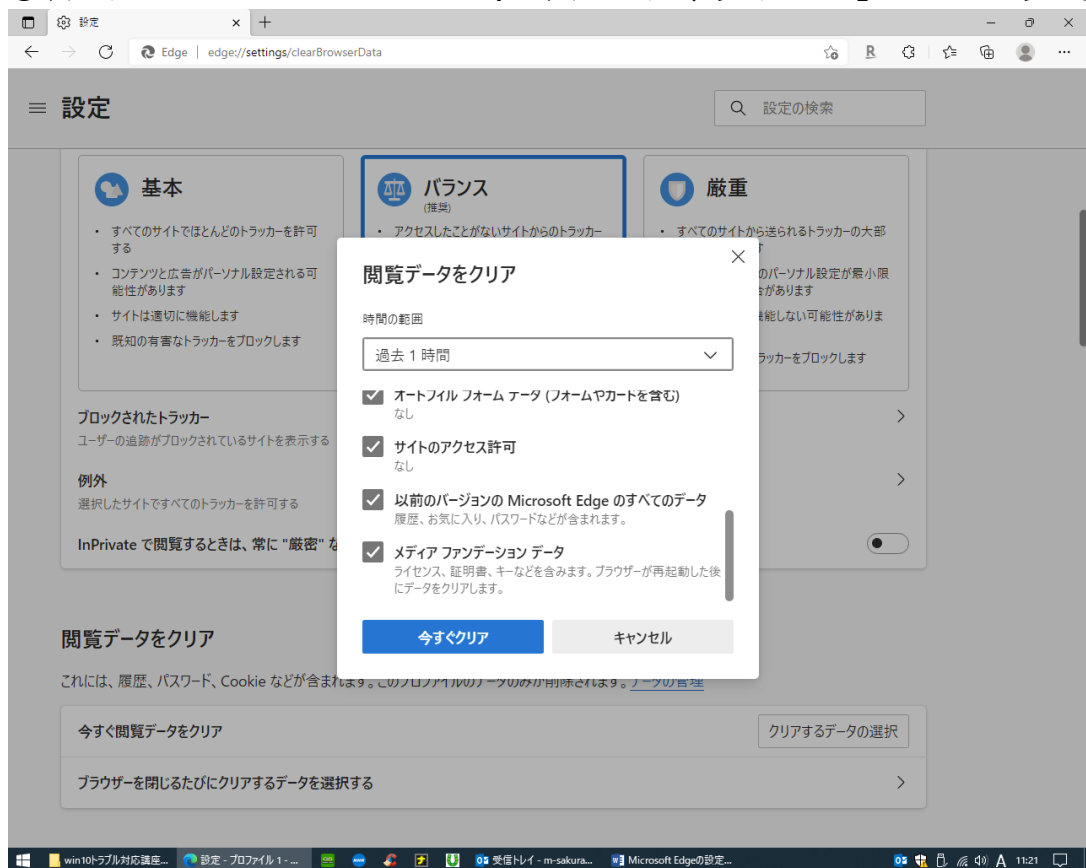 設定
Edge | edge://settings/clearBrowserData
設定
設定の検索
基本
すべてのサイトでほとんどのトラッカーを許可
する
コンテンツと広告がパーソナル設定される可
能性があります
サイトは適切に機能します
既知の有害なトラッカーをブロックします
バランス
(推奨)
アクセスしたことがないサイトからのトラッカー
厳重
すべてのサイトから送られるトラッカーの大部
のパーソナル設定が最小限
があります
機能しない可能性がありま
ラッカーをブロックします
閲覧データをクリア
時間の範囲
過去 1 時間
オートフィル フォーム データ (フォームやカードを含む)
なし
サイトのアクセス許可
なし
以前のバージョンの Microsoft Edge のすべてのデータ
履歴、お気に入り、パスワードなどが含まれます。
メディア ファンデーション データ
ライセンス、証明書、キーなどを含みます。ブラウザーが再起動した後
にデータをクリアします。
今すぐクリア
キャンセル
ブロックされたトラッカー
ユーザーの追跡がブロックされているサイトを表示する
例外
選択したサイトですべてのトラッカーを許可する
InPrivate で閲覧するときは、常に "厳密" な
閲覧データをクリア
これには、履歴、パスワード、Cookie などが含まれます。このプロファイルのデータのみが削除されます。データの管理
今すぐ閲覧データをクリア
クリアするデータの選択
ブラウザーを閉じるたびにクリアするデータを選択する
win10トラブル対応講座...
設定 - プロファイル 1 - ...
受信トレイ - m-sakura...
Microsoft Edgeの設定...
A
11:21